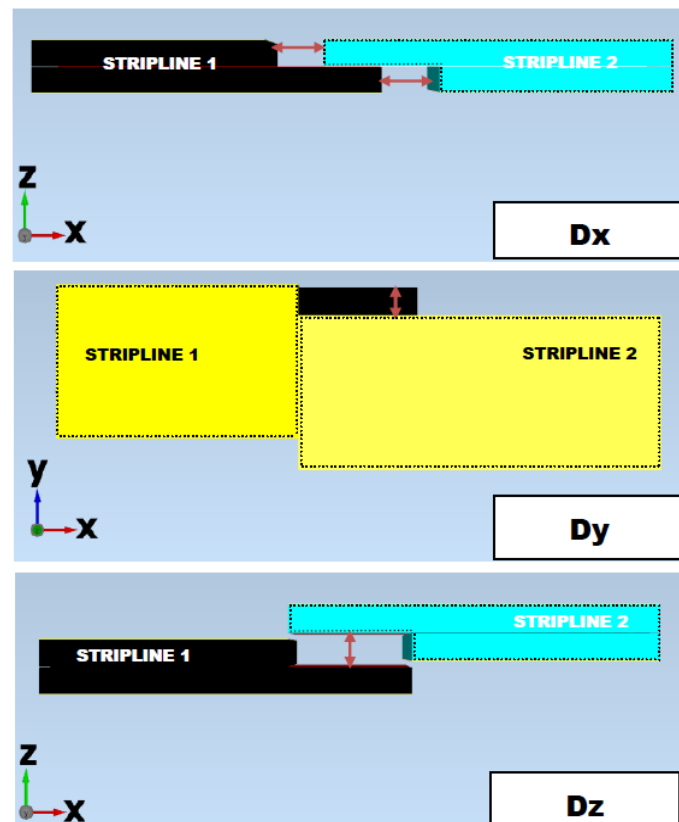 STRIPLINE 1
STRIPLINE 2
Z
X
Dx
STRIPLINE 1
STRIPLINE 2
y
X
Dy
STRIPLINE 2
STRIPLINE 1
Z
X
Dz